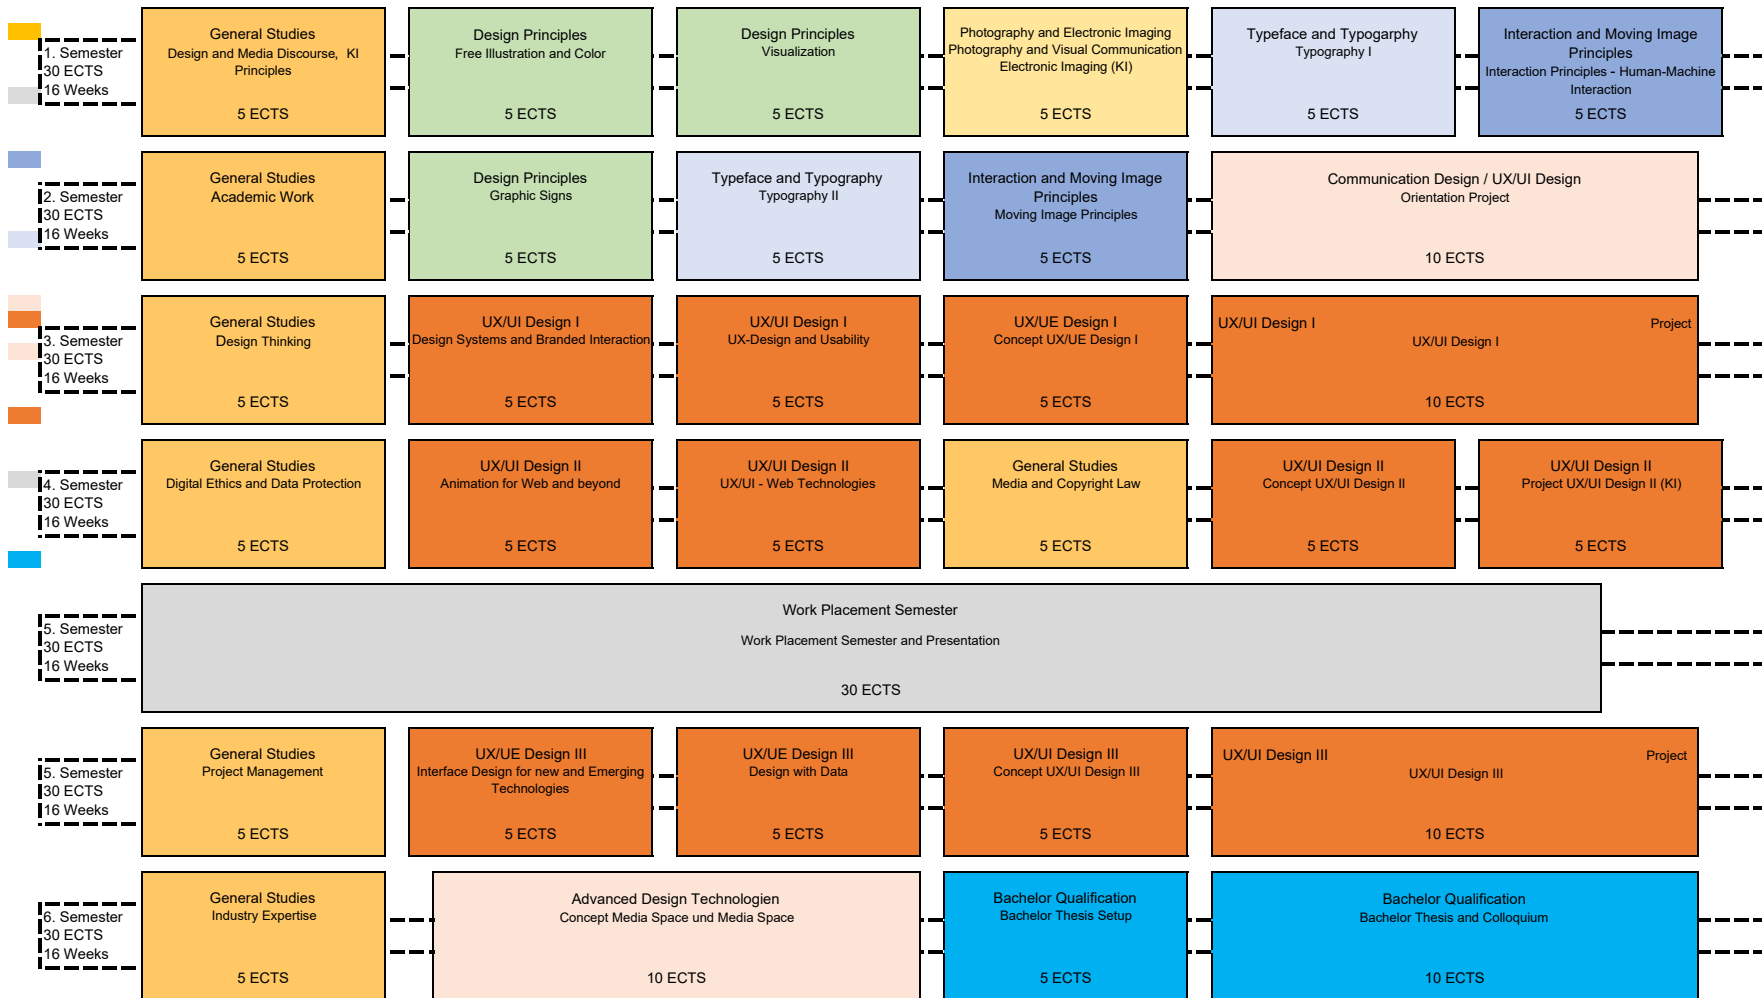 1. Semester
30 ECTS
16 Weeks
General Studies
Design and Media Discourse, KI
Principles
5 ECTS
Design Principles
Free Illustration and Color
5 ECTS
Design Principles
Visualization
5 ECTS
Photography and Electronic Imaging
Photography and Visual Communication
Electronic Imaging (KI)
5 ECTS
Typeface and Typogarphy
Typography I
5 ECTS
Interaction and Moving Image
Principles
Interaction Principles - Human-Machine
Interaction
5 ECTS
2. Semester
30 ECTS
16 Weeks
General Studies
Academic Work
5 ECTS
Design Principles
Graphic Signs
5 ECTS
Typeface and Typography
Typography II
5 ECTS
Interaction and Moving Image
Principles
Moving Image Principles
5 ECTS
Communication Design / UX/UI Design
Orientation Project
10 ECTS
3. Semester
30 ECTS
16 Weeks
General Studies
Design Thinking
5 ECTS
UX/UI Design I
Design Systems and Branded Interaction
5 ECTS
UX/UI Design I
UX-Design and Usability
5 ECTS
UX/UE Design I
Concept UX/UE Design I
5 ECTS
UX/UI Design I Project
UX/UI Design I
10 ECTS
4. Semester
30 ECTS
16 Weeks
General Studies
Digital Ethics and Data Protection
5 ECTS
UX/UI Design II
Animation for Web and beyond
5 ECTS
UX/UI Design II
UX/UI - Web Technologies
5 ECTS
General Studies
Media and Copyright Law
5 ECTS
UX/UI Design II
Concept UX/UI Design II
5 ECTS
UX/UI Design II
Project UX/UI Design II (KI)
5 ECTS
5. Semester
30 ECTS
16 Weeks
Work Placement Semester
Work Placement Semester and Presentation
30 ECTS
5. Semester
30 ECTS
16 Weeks
General Studies
Project Management
5 ECTS
UX/UE Design III
Interface Design for new and Emerging
Technologies
5 ECTS
UX/UE Design III
Design with Data
5 ECTS
UX/UI Design III
Concept UX/UI Design III
5 ECTS
UX/UI Design III Project
UX/UI Design III
10 ECTS
6. Semester
30 ECTS
16 Weeks
General Studies
Industry Expertise
5 ECTS
Advanced Design Technologien
Concept Media Space und Media Space
10 ECTS
Bachelor Qualification
Bachelor Thesis Setup
5 ECTS
Bachelor Qualification
Bachelor Thesis and Colloquium
10 ECTS